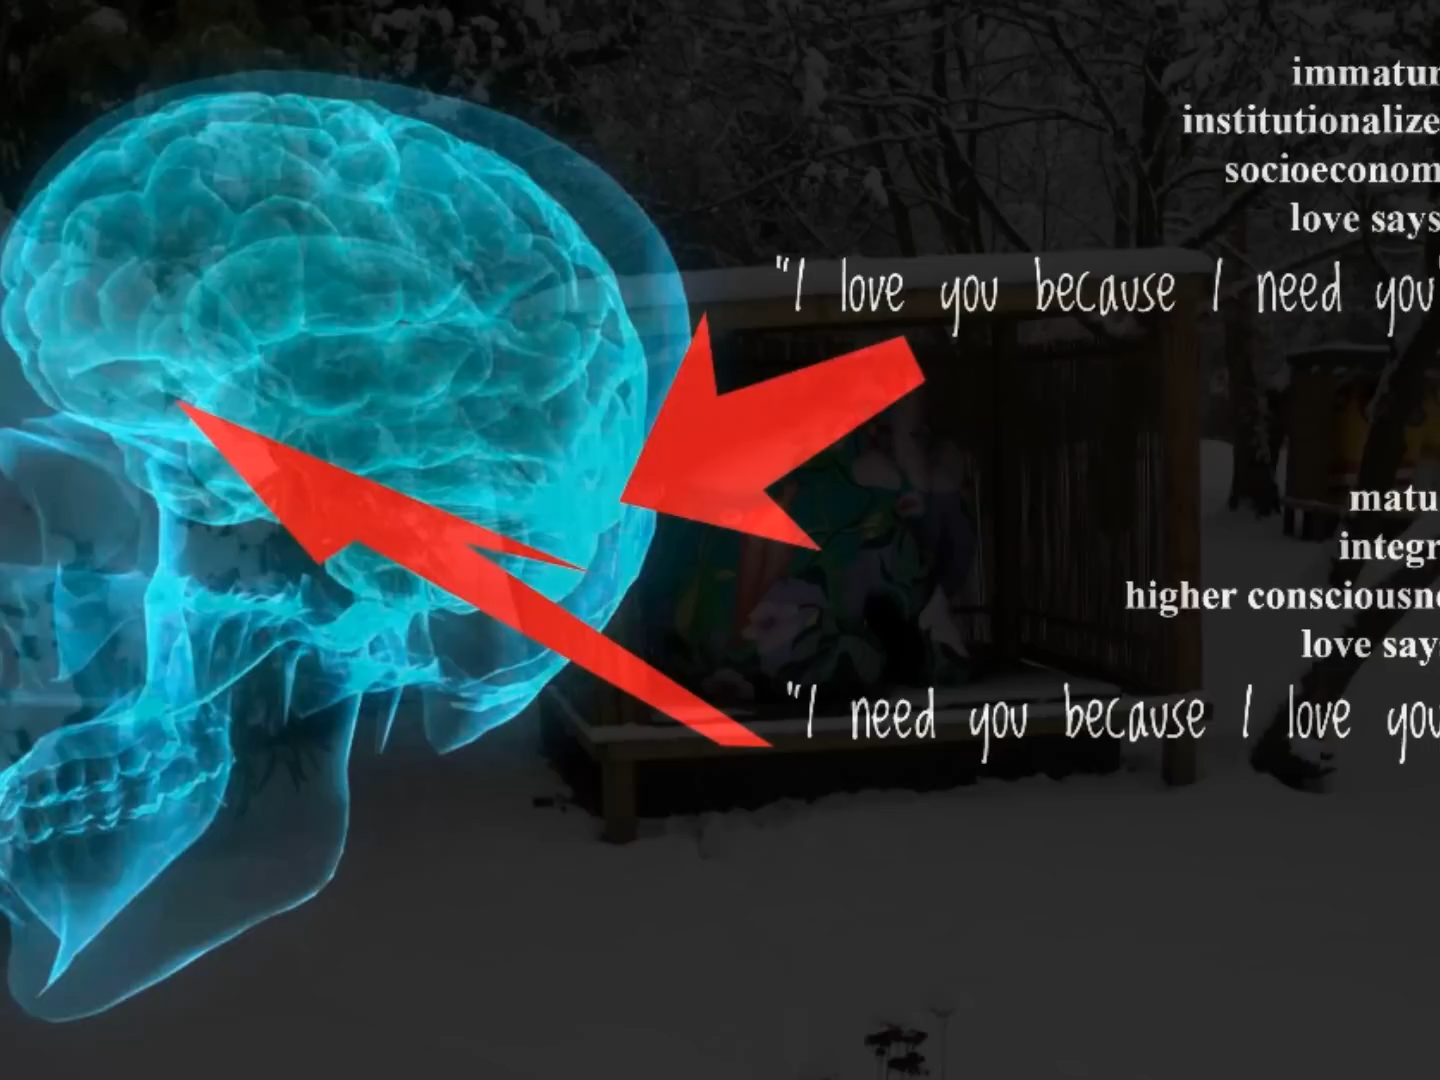 immatur
institutionalize
socioeconom
love says
"I love you because I need you"
matu
integr
higher consciousne
love say
"I need you because I love you